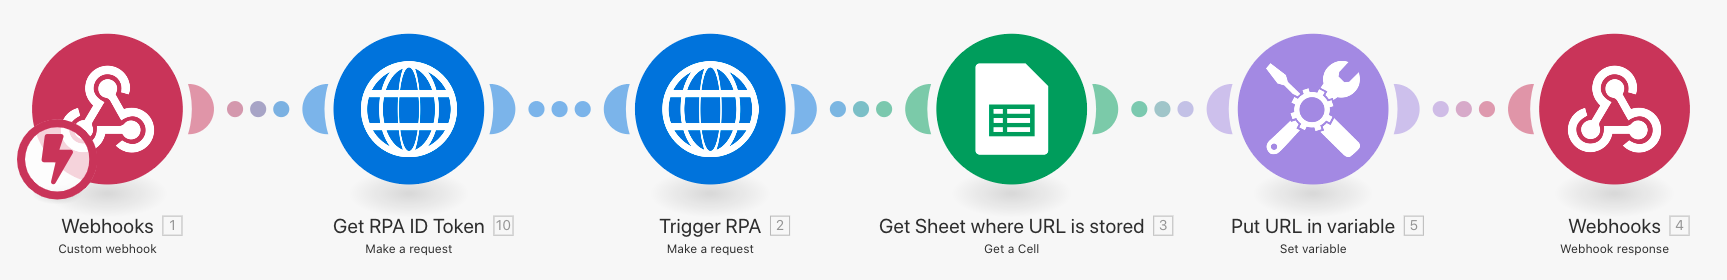 Webhooks 1
Custom webhook
Get RPA ID Token 10
Make a request
Trigger RPA 2
Make a request
Get Sheet where URL is stored 3
Get a Cell
Put URL in variable 5
Set variable
Webhooks 4
Webhook response